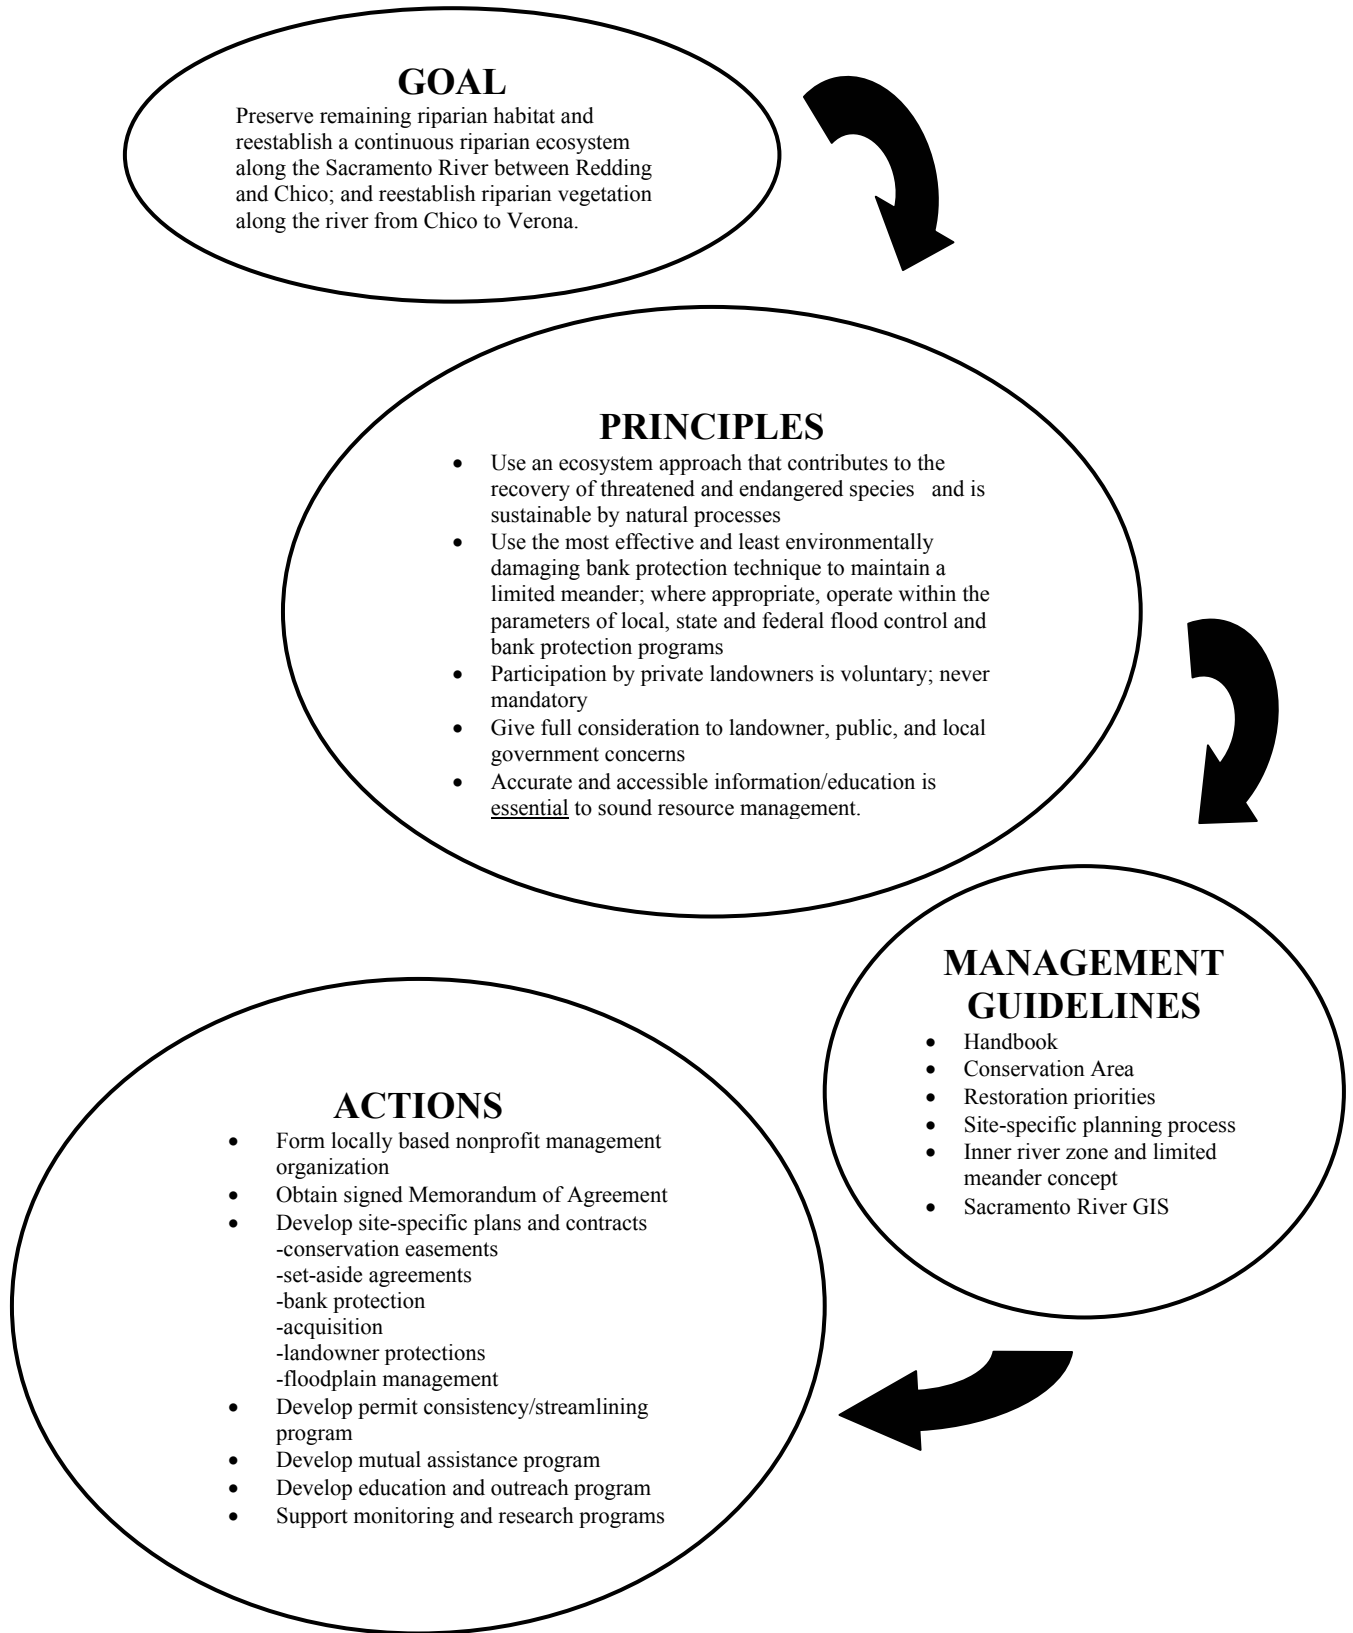 GOAL
Preserve remaining riparian habitat and
reestablish a continuous riparian ecosystem
along the Sacramento River between Redding
and Chico; and reestablish riparian vegetation
along the river from Chico to Verona.
PRINCIPLES
• Use an ecosystem approach that contributes to the
recovery of threatened and endangered species and is
sustainable by natural processes
• Use the most effective and least environmentally
damaging bank protection technique to maintain a
limited meander; where appropriate, operate within the
parameters of local, state and federal flood control and
bank protection programs
• Participation by private landowners is voluntary; never
mandatory
• Give full consideration to landowner, public, and local
government concerns
• Accurate and accessible information/education is
essential to sound resource management.
MANAGEMENT
GUIDELINES
• Handbook
• Conservation Area
• Restoration priorities
• Site-specific planning process
• Inner river zone and limited
meander concept
• Sacramento River GIS
ACTIONS
• Form locally based nonprofit management
organization
• Obtain signed Memorandum of Agreement
• Develop site-specific plans and contracts
-conservation easements
-set-aside agreements
-bank protection
-acquisition
-landowner protections
-floodplain management
• Develop permit consistency/streamlining
program
• Develop mutual assistance program
• Develop education and outreach program
• Support monitoring and research programs